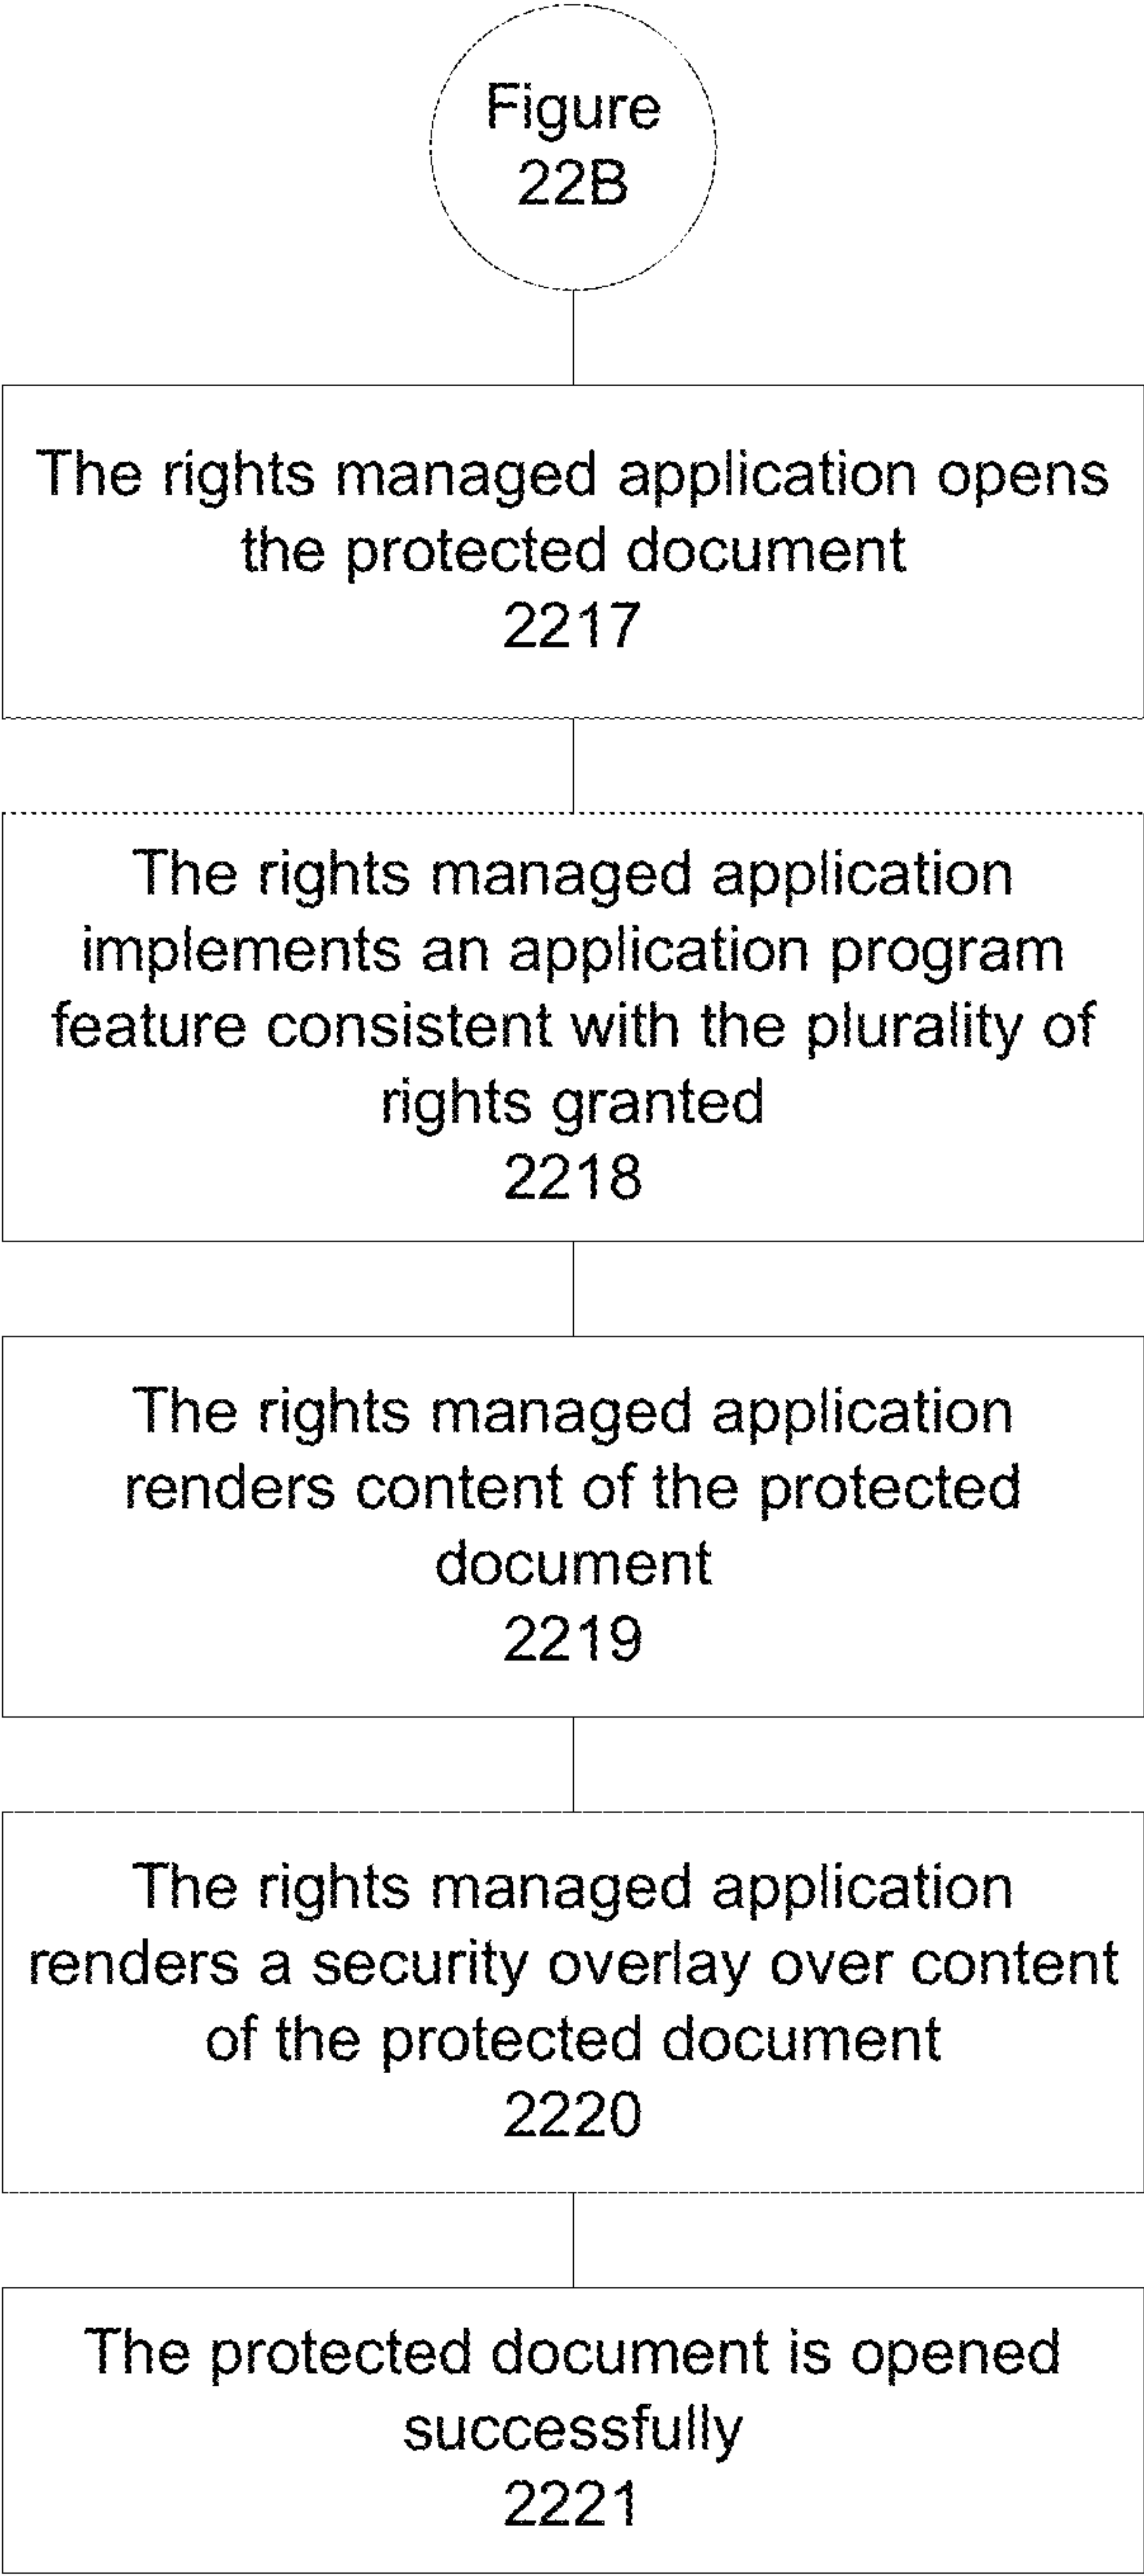 Figure
22B
The rights managed application opens
the protected document
2217
The rights managed application
implements an application program
feature consistent with the plurality of
rights granted
2218
The rights managed application
renders content of the protected
document
2219
The rights managed application
renders a security overlay over content
of the protected document
2220
The protected document is opened
successfully
2221